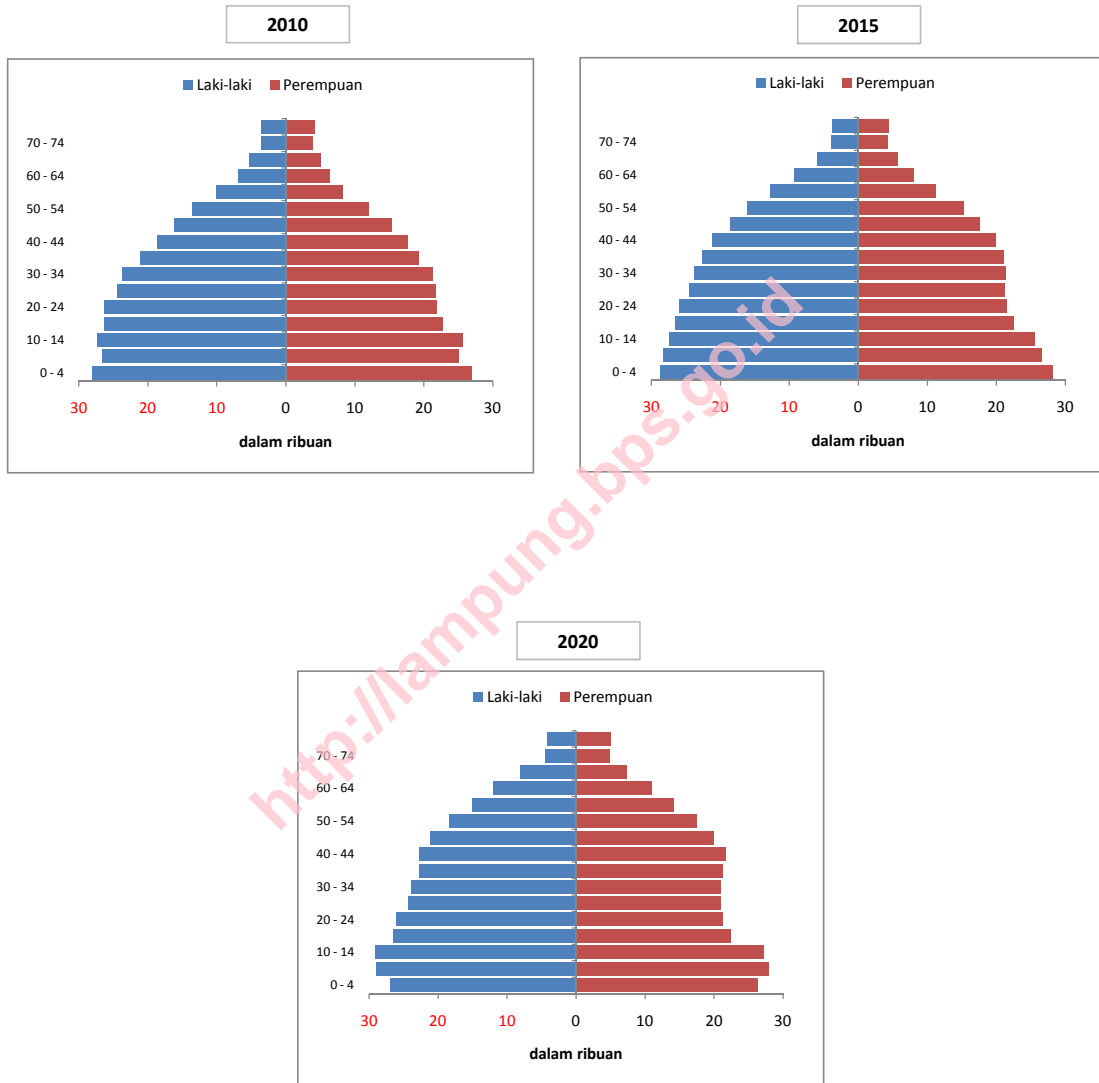 2010
Laki-laki Perempuan
70 - 74
60 - 64
50 - 54
40 - 44
30 - 34
20 - 24
10 - 14
0 - 4
30 20 10 0 10 20 30
dalam ribuan
2015
Laki-laki Perempuan
70 - 74
60 - 64
50 - 54
40 - 44
30 - 34
20 - 24
10 - 14
0 - 4
30 20 10 0 10 20 30
dalam ribuan
http://lampung.bps.go.id
2020
Laki-laki Perempuan
70 - 74
60 - 64
50 - 54
40 - 44
30 - 34
20 - 24
10 - 14
0 - 4
30 20 10 0 10 20 30
dalam ribuan